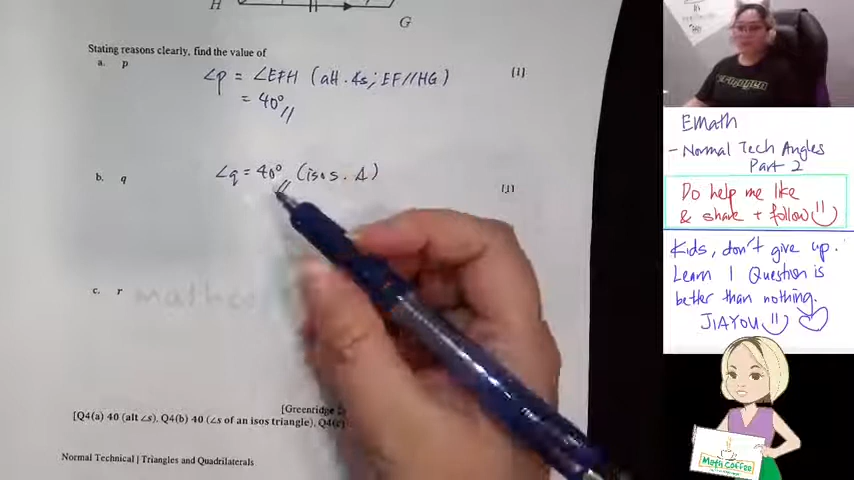 H
G
Stating reasons clearly, find the value of
a. p
∠p = ∠EFH (alt. ∠s; EF//HG)
[1]
= 40°//
b. q
∠q = 40°// (isos. Δ)
[1]
c. r
[Greenridge
[Q4(a) 40 (alt ∠s), Q4(b) 40 (∠s of an isos triangle), Q4(c)
Normal Technical | Triangles and Quadrilaterals
EMath
- Normal Tech Angles
Part 2
Do help me like
& share + follow
Kids, don't give up.
Learn 1 Question is
better than nothing.
JIAYOU
Math Coffee